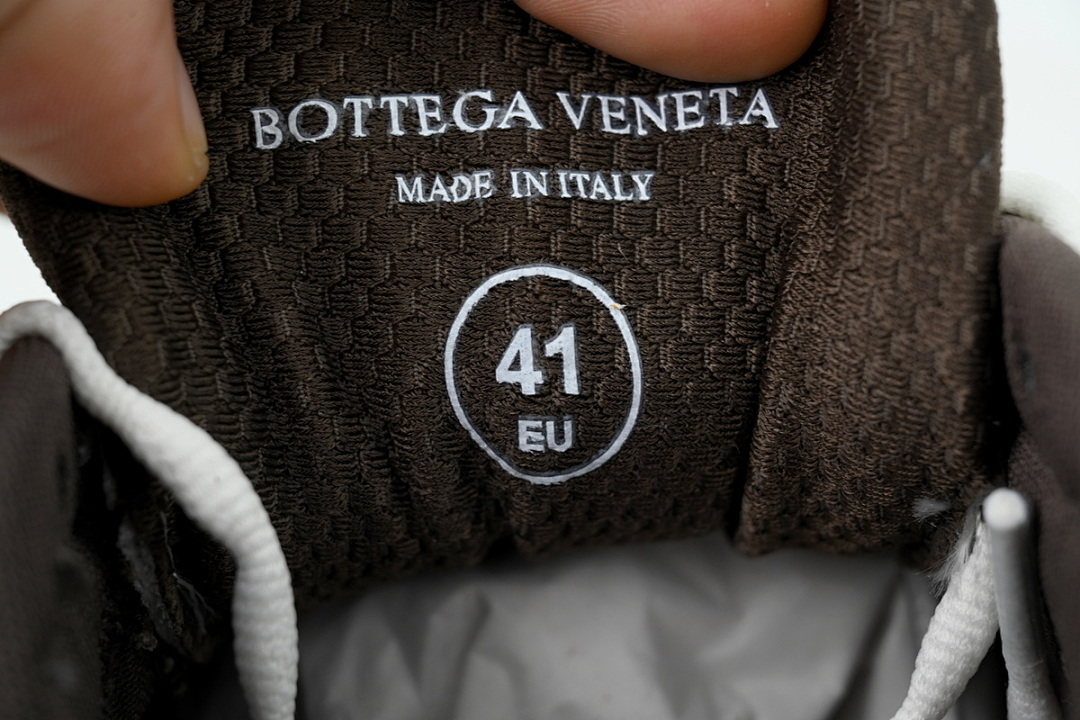 BOTTEGA VENETA
MADE IN ITALY
41
EU